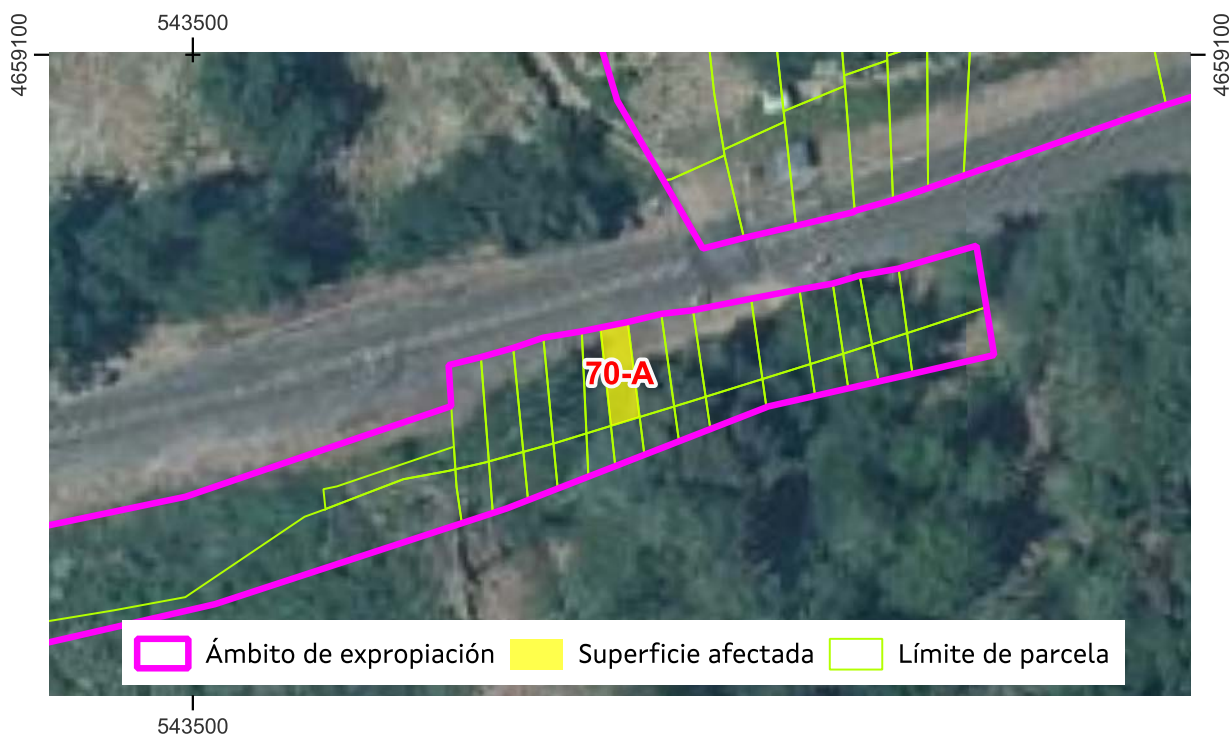 543500
4659100
4659100
70-A
Ámbito de expropiación
Superficie afectada
Límite de parcela
543500